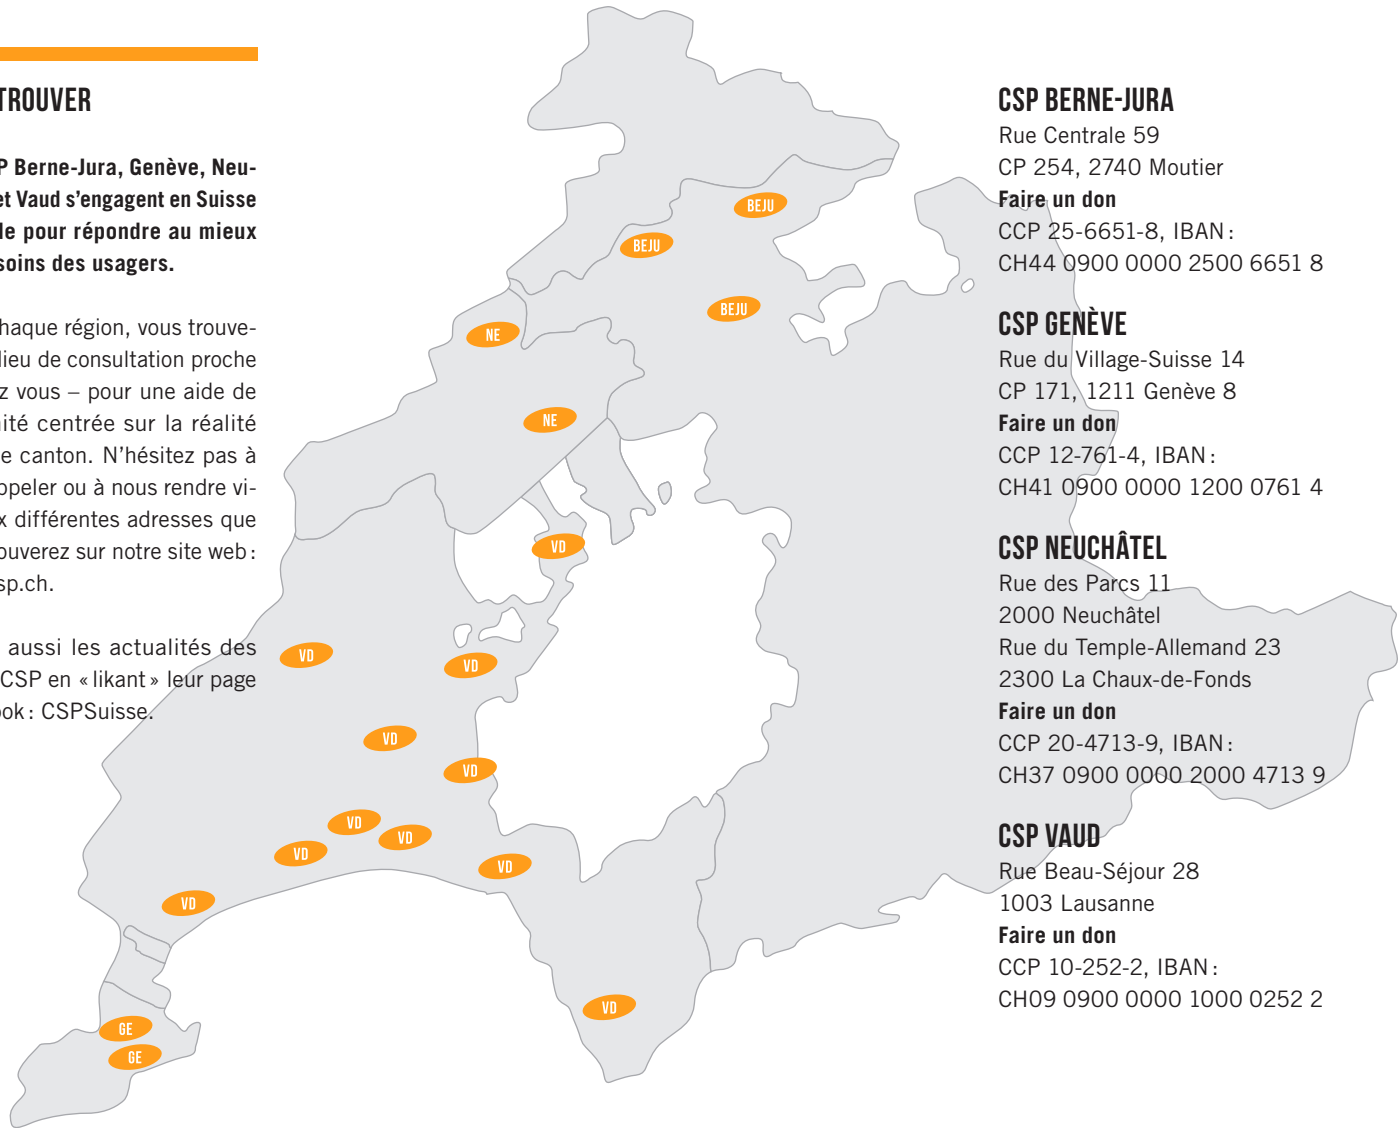 TROUVER
P Berne-Jura, Genève, Neu-
et Vaud s’engagent en Suisse
le pour répondre au mieux
soins des usagers.
haque région, vous trouve-
lieu de consultation proche
z vous – pour une aide de
nité centrée sur la réalité
e canton. N’hésitez pas à
ppeler ou à nous rendre vi-
x différentes adresses que
ouverez sur notre site web :
sp.ch.
aussi les actualités des
CSP en « likant » leur page
ook : CSPSuisse.
BEJU
BEJU
BEJU
NE
NE
VD
VD
VD
VD
VD
VD
VD
VD
VD
VD
VD
GE
GE
CSP BERNE-JURA
Rue Centrale 59
CP 254, 2740 Moutier
Faire un don
CCP 25-6651-8, IBAN :
CH44 0900 0000 2500 6651 8
CSP GENÈVE
Rue du Village-Suisse 14
CP 171, 1211 Genève 8
Faire un don
CCP 12-761-4, IBAN :
CH41 0900 0000 1200 0761 4
CSP NEUCHÂTEL
Rue des Parcs 11
2000 Neuchâtel
Rue du Temple-Allemand 23
2300 La Chaux-de-Fonds
Faire un don
CCP 20-4713-9, IBAN :
CH37 0900 0000 2000 4713 9
CSP VAUD
Rue Beau-Séjour 28
1003 Lausanne
Faire un don
CCP 10-252-2, IBAN :
CH09 0900 0000 1000 0252 2